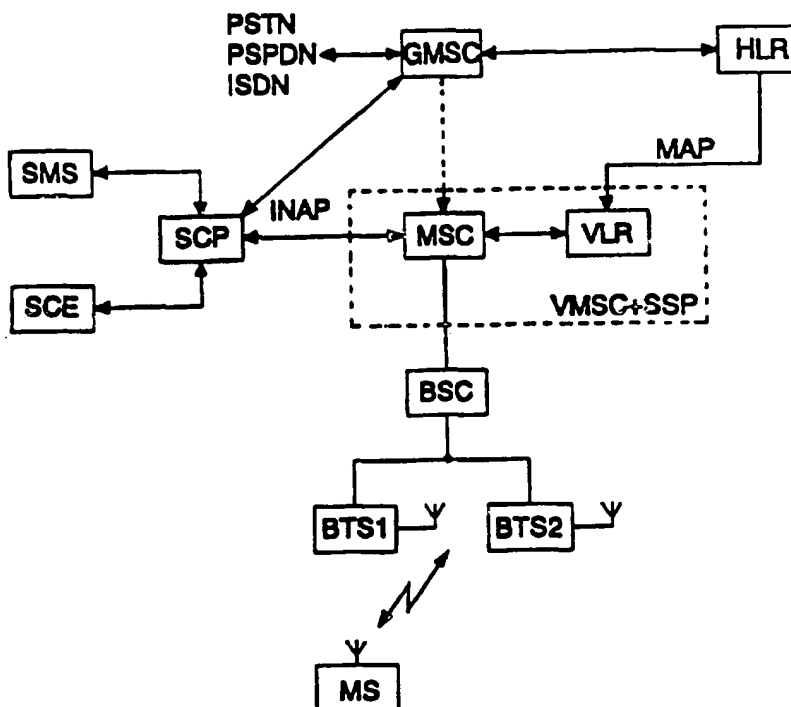 PSTN
PSPDN
ISDN
GMSC
HLR
MAP
SMS
INAP
SCP
MSC
VLR
SCE
VMSC+SSP
BSC
BTS1
BTS2
MS